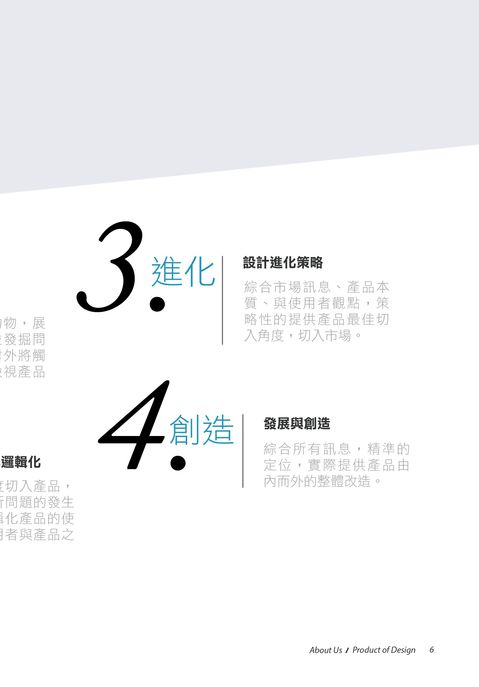 3.
進化
設計進化策略
綜合市場訊息、產品本
質、與使用者觀點，策
略性的提供產品最佳切
入角度，切入市場。
物，展
發掘問
外將觸
視產品
4.
創造
發展與創造
綜合所有訊息，精準的
定位，實際提供產品由
內而外的整體改造。
邏輯化
度切入產品，
所問題的發生
輯化產品的使
用者與產品之
About Us / Product of Design 6